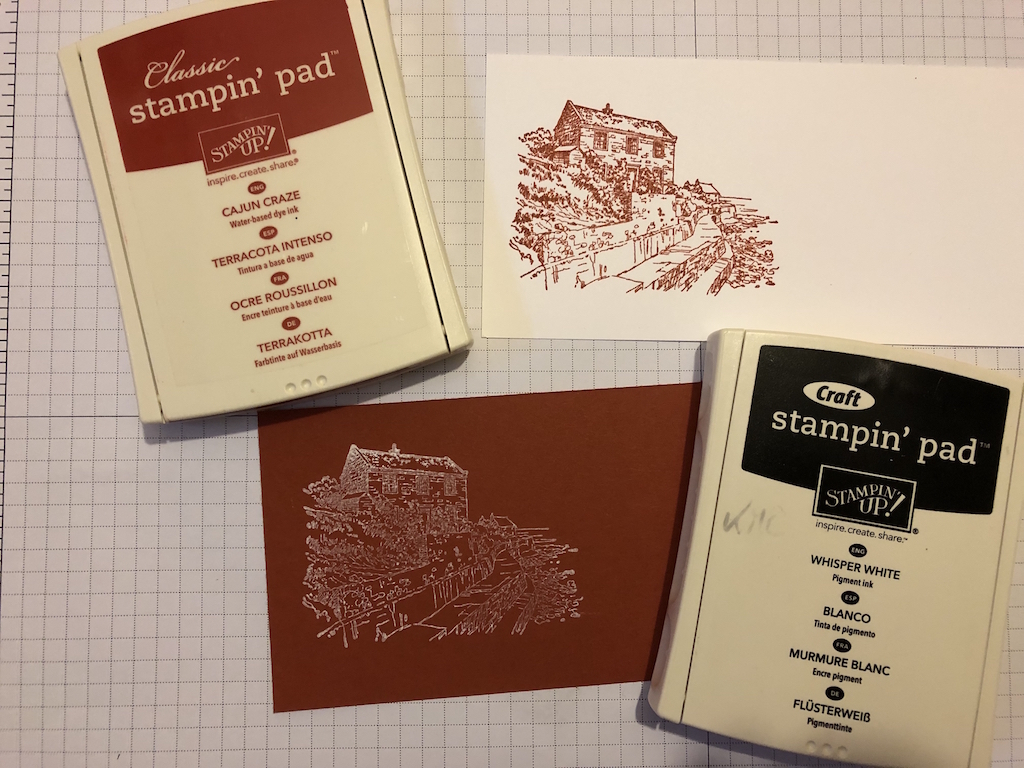 Classic
stampin' pad™
STAMPIN'
UP!®
inspire.create.share.®
ENG
CAJUN CRAZE
Water-based dye ink
ESP
TERRACOTA INTENSO
Tintura a base de agua
FRA
OCRE ROUSSILLON
Encre teinture à base d'eau
DE
TERRAKOTTA
Farbtinte auf Wasserbasis
Craft
stampin' pad™
STAMPIN'
UP!®
inspire.create.share.™
ENG
WHISPER WHITE
Pigment ink
ESP
BLANCO
Tinta de pigmento
FRA
MURMURE BLANC
Encre pigment
DE
FLÜSTERWEIß
Pigmenttinte